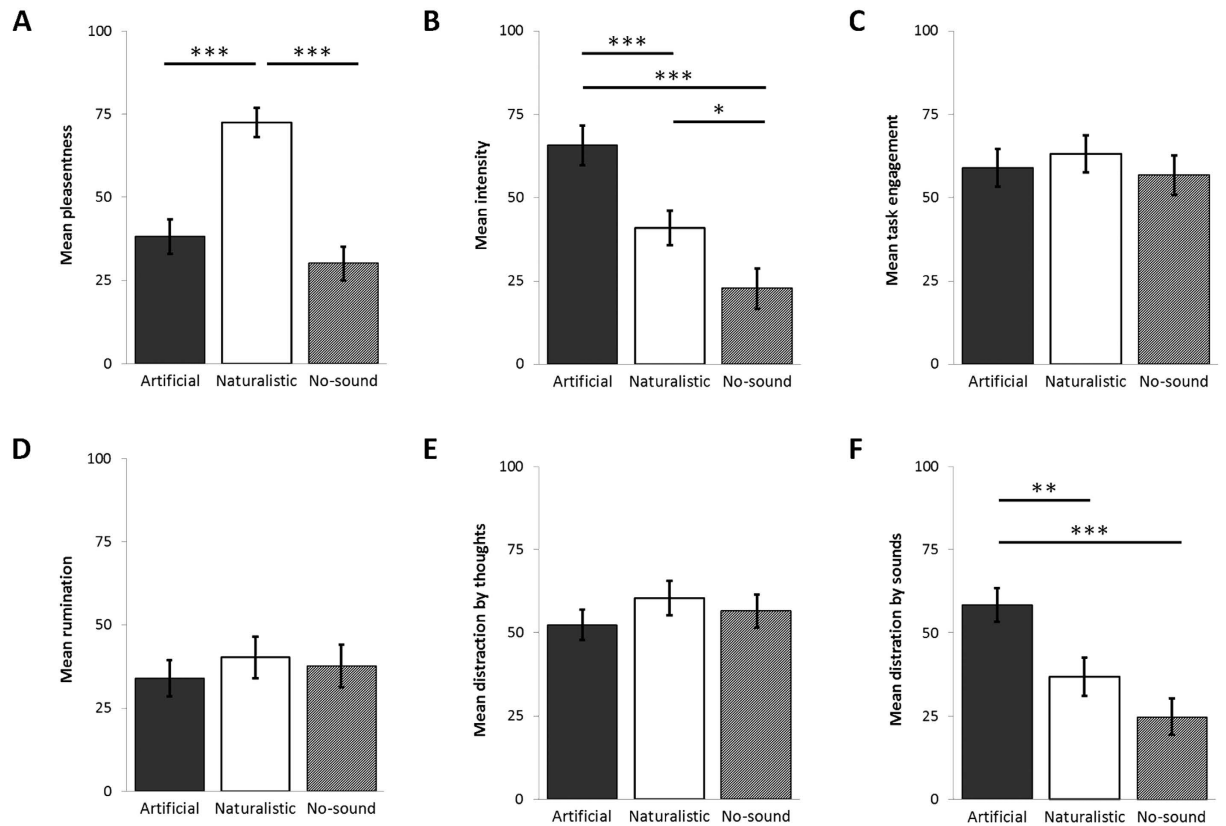 A
Mean pleasentness
100
75
50
25
0
***
***
Artificial Naturalistic No-sound
B
Mean intensity
100
75
50
25
0
***
***
*
Artificial Naturalistic No-sound
C
Mean task engagement
100
75
50
25
0
Artificial Naturalistic No-sound
D
Mean rumination
100
75
50
25
0
Artificial Naturalistic No-sound
E
Mean distraction by thoughts
100
75
50
25
0
Artificial Naturalistic No-sound
F
Mean distration by sounds
100
75
50
25
0
**
***
Artificial Naturalistic No-sound